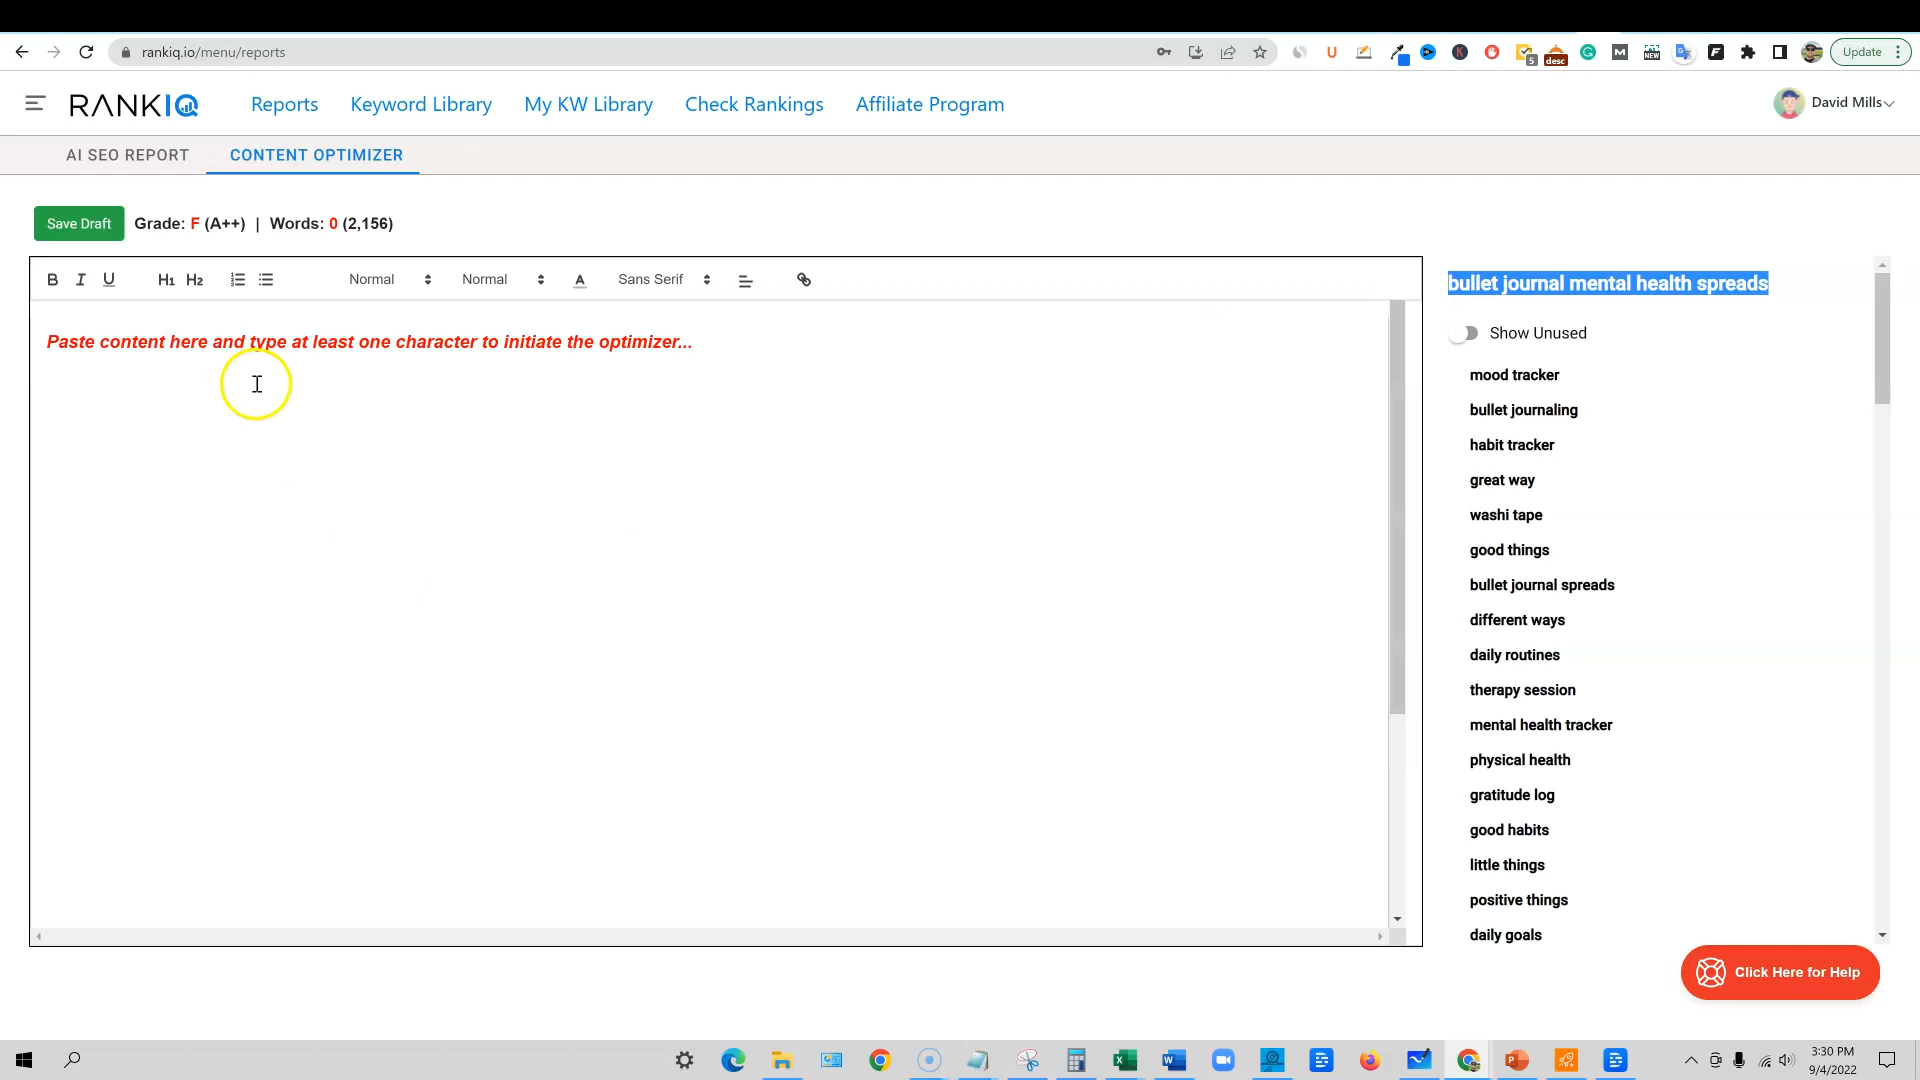 rankiq.io/menu/reports
5
desc
NEW
Update
RANKIQ
Reports
Keyword Library
My KW Library
Check Rankings
Affiliate Program
David Mills
AI SEO REPORT
CONTENT OPTIMIZER
Save Draft
Grade: F (A++) | Words: 0 (2,156)
B I U H1 H2 Normal Normal A Sans Serif
Paste content here and type at least one character to initiate the optimizer...
bullet journal mental health spreads
Show Unused
mood tracker
bullet journaling
habit tracker
great way
washi tape
good things
bullet journal spreads
different ways
daily routines
therapy session
mental health tracker
physical health
gratitude log
good habits
little things
positive things
daily goals
Click Here for Help
3:30 PM
9/4/2022